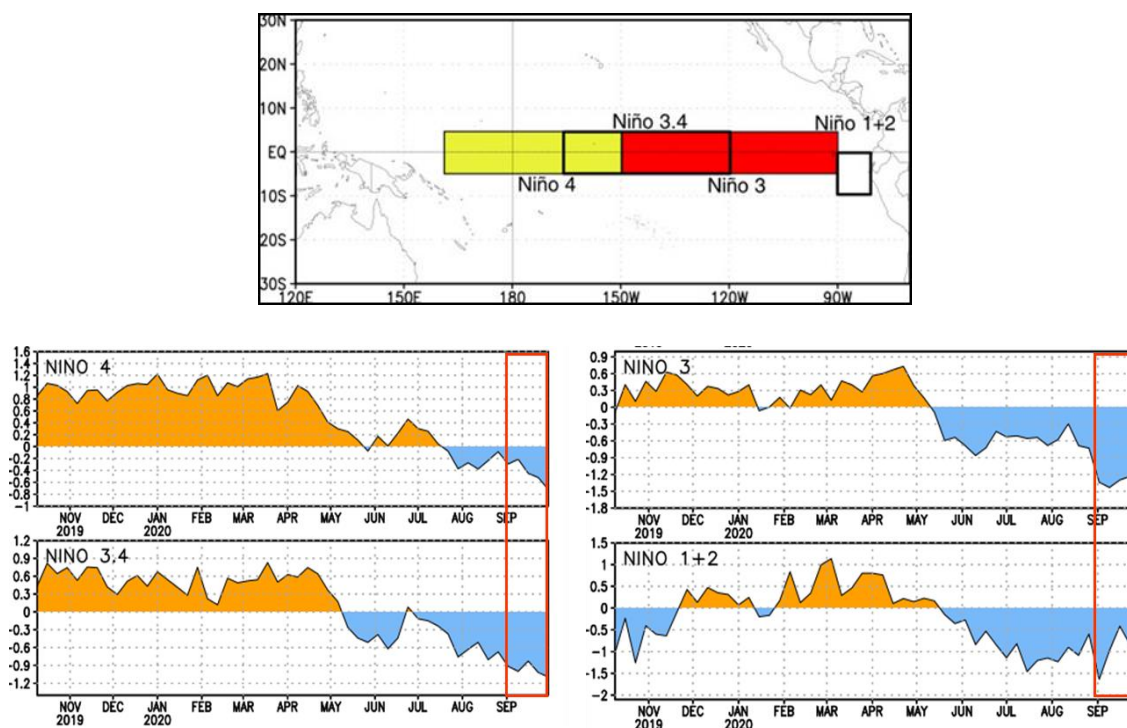 30N
20N
10N
EQ
10S
20S
30S
120E 150E 180 150W 120W 90W
Niño 3.4
Niño 1+2
Niño 4
Niño 3
NINO 4
1.6
1.4
1.2
1
0.8
0.6
0.4
0.2
0
-0.2
-0.4
-0.6
-0.8
-1
NOV DEC JAN FEB MAR APR MAY JUN JUL AUG SEP
2019 2020
NINO 3
0.9
0.6
0.3
0
-0.3
-0.6
-0.9
-1.2
-1.5
-1.8
NOV DEC JAN FEB MAR APR MAY JUN JUL AUG SEP
2019 2020
NINO 3.4
1.2
0.9
0.6
0.3
0
-0.3
-0.6
-0.9
-1.2
NOV DEC JAN FEB MAR APR MAY JUN JUL AUG SEP
2019 2020
NINO 1+2
1.5
1
0.5
0
-0.5
-1
-1.5
-2
NOV DEC JAN FEB MAR APR MAY JUN JUL AUG SEP
2019 2020